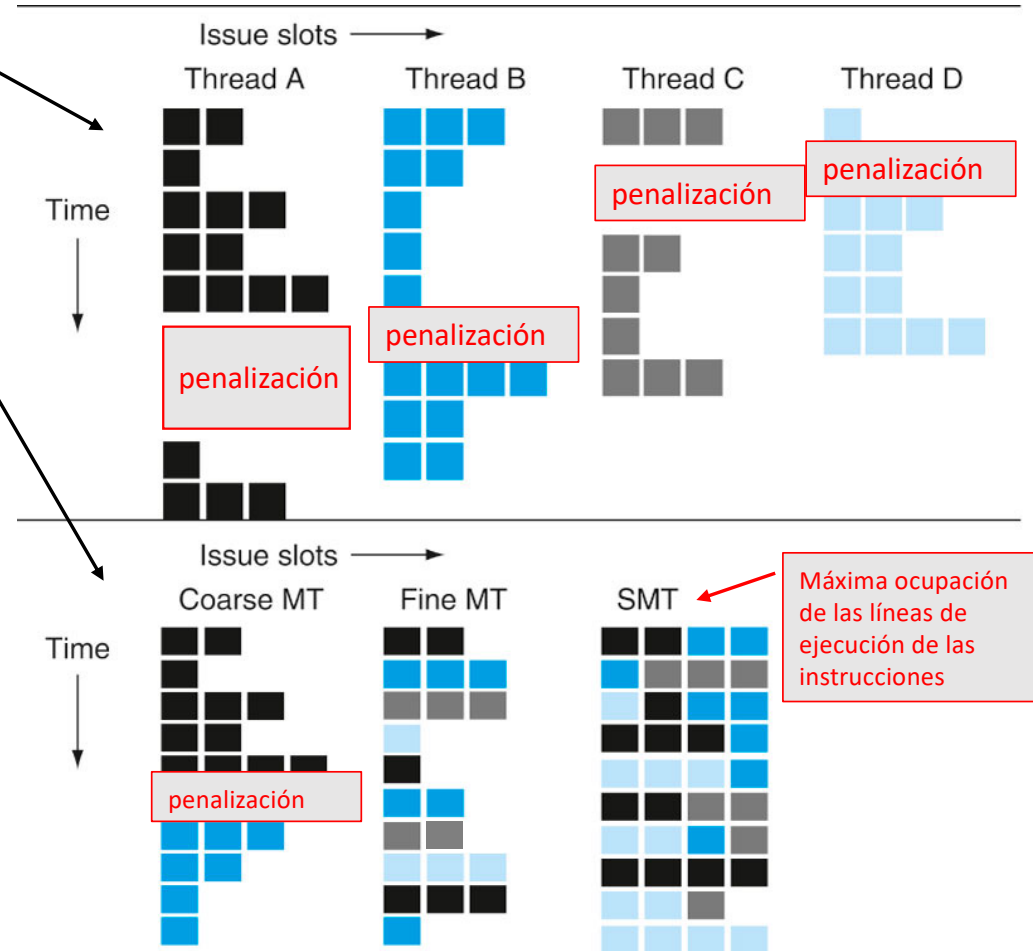 Issue slots
Thread A
Thread B
Thread C
Thread D
Time
penalización
penalización
penalización
penalización
Issue slots
Coarse MT
Fine MT
SMT
Time
penalización
Máxima ocupación
de las líneas de
ejecución de las
instrucciones